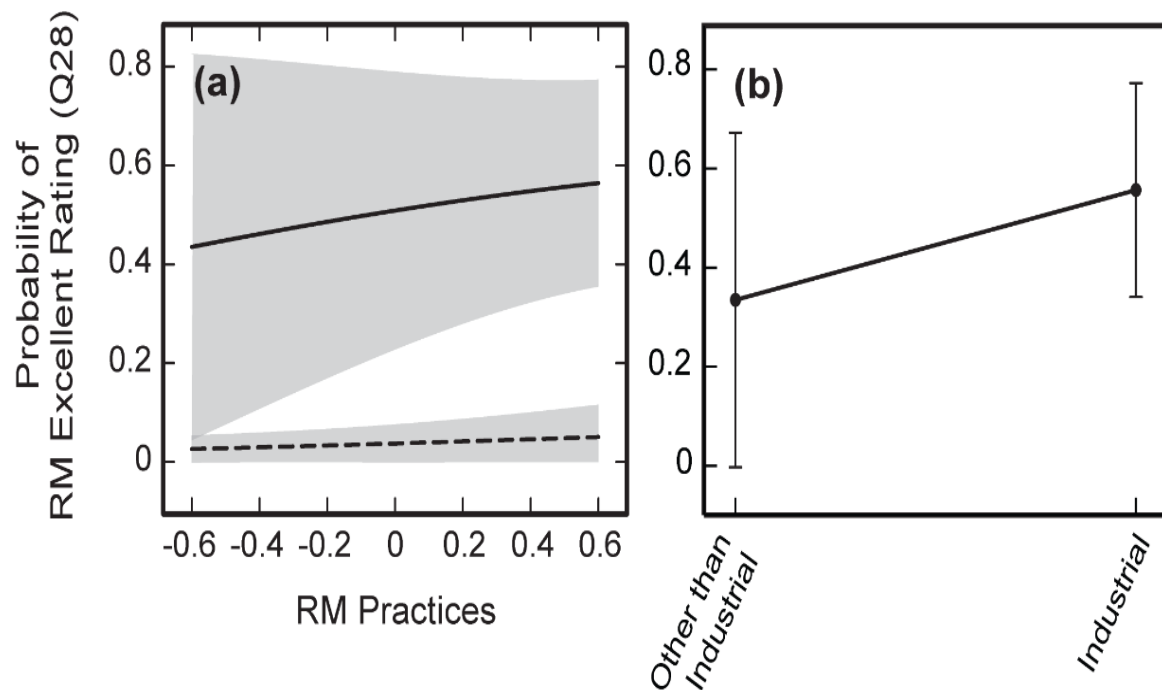 Probability of
RM Excellent Rating (Q28)
0.8
0.6
0.4
0.2
0
(a)
-0.6 -0.4 -0.2 0 0.2 0.4 0.6
RM Practices
0.8
0.6
0.4
0.2
0
(b)
Other than
Industrial
Industrial